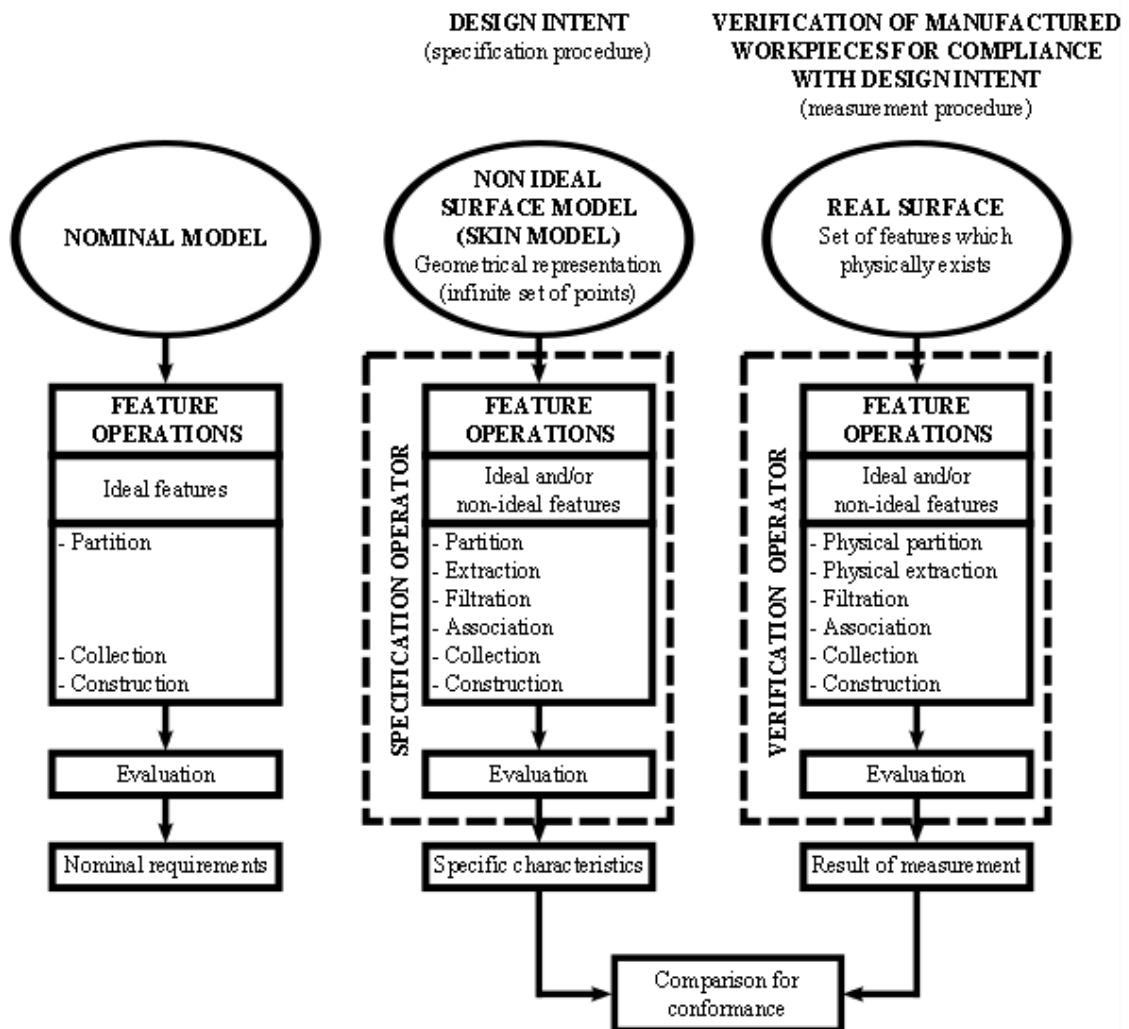 DESIGN INTENT
(specification procedure)
VERIFICATION OF MANUFACTURED
WORKPIECES FOR COMPLIANCE
WITH DESIGN INTENT
(measurement procedure)
NOMINAL MODEL
NON IDEAL
SURFACE MODEL
(SKIN MODEL)
Geometrical representation
(infinite set of points)
REAL SURFACE
Set of features which
physically exists
FEATURE
OPERATIONS
Ideal features
- Partition
- Collection
- Construction
Evaluation
Nominal requirements
SPECIFICATION OPERATOR
FEATURE
OPERATIONS
Ideal and/or
non-ideal features
- Partition
- Extraction
- Filtration
- Association
- Collection
- Construction
Evaluation
Specific characteristics
VERIFICATION OPERATOR
FEATURE
OPERATIONS
Ideal and/or
non-ideal features
- Physical partition
- Physical extraction
- Filtration
- Association
- Collection
- Construction
Evaluation
Result of measurement
Comparison for
conformance